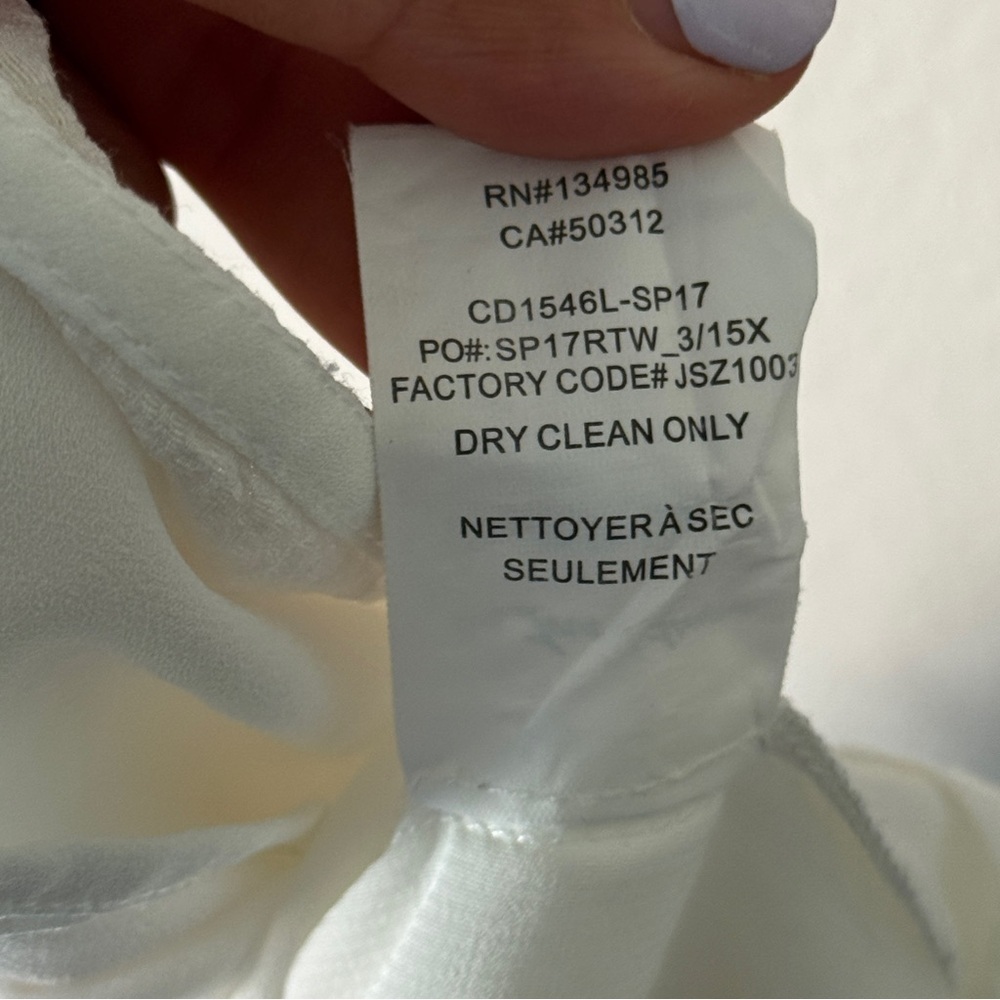 RN#134985
CA#50312
CD1546L-SP17
PO#:SP17RTW_3/15X
FACTORY CODE# JSZ1003
DRY CLEAN ONLY
NETTOYER À SEC
SEULEMENT